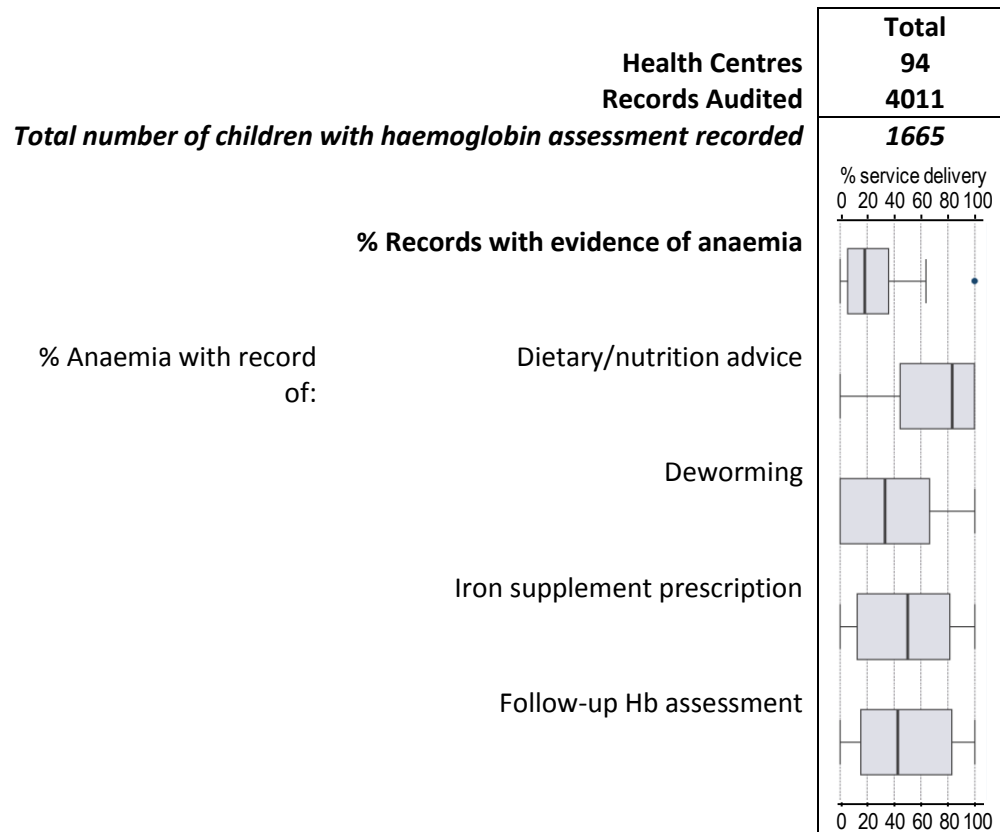 Total
Health Centres 94
Records Audited 4011
Total number of children with haemoglobin assessment recorded 1665
% service delivery
0 20 40 60 80 100
% Records with evidence of anaemia
% Anaemia with record Dietary/nutrition advice
of:
Deworming
Iron supplement prescription
Follow-up Hb assessment
0 20 40 60 80 100